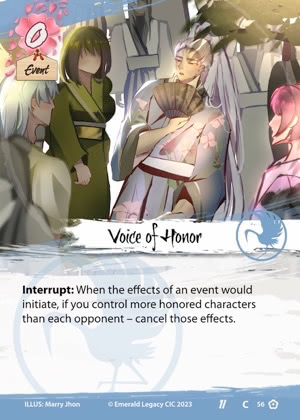 0
Event
Voice of Honor
Interrupt: When the effects of an event would
initiate, if you control more honored characters
than each opponent – cancel those effects.
ILLUS: Marry Jhon © Emerald Legacy CIC 2023 C 56